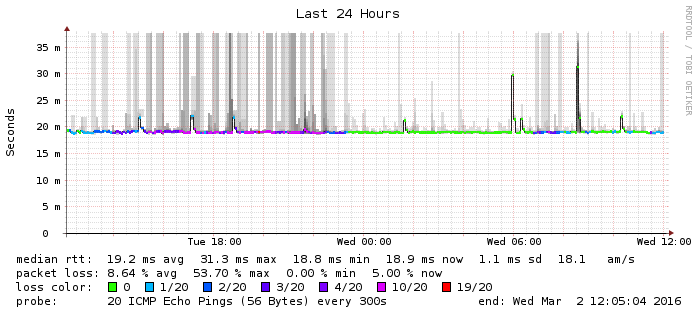 Last 24 Hours
RRDTOOL / TOBI OETIKER
Seconds
35 m
30 m
25 m
20 m
15 m
10 m
5 m
0
Tue 18:00 Wed 00:00 Wed 06:00 Wed 12:00
median rtt: 19.2 ms avg 31.3 ms max 18.8 ms min 18.9 ms now 1.1 ms sd 18.1 am/s
packet loss: 8.64 % avg 53.70 % max 0.00 % min 5.00 % now
loss color: 0 1/20 2/20 3/20 4/20 10/20 19/20
probe: 20 ICMP Echo Pings (56 Bytes) every 300s end: Wed Mar 2 12:05:04 2016